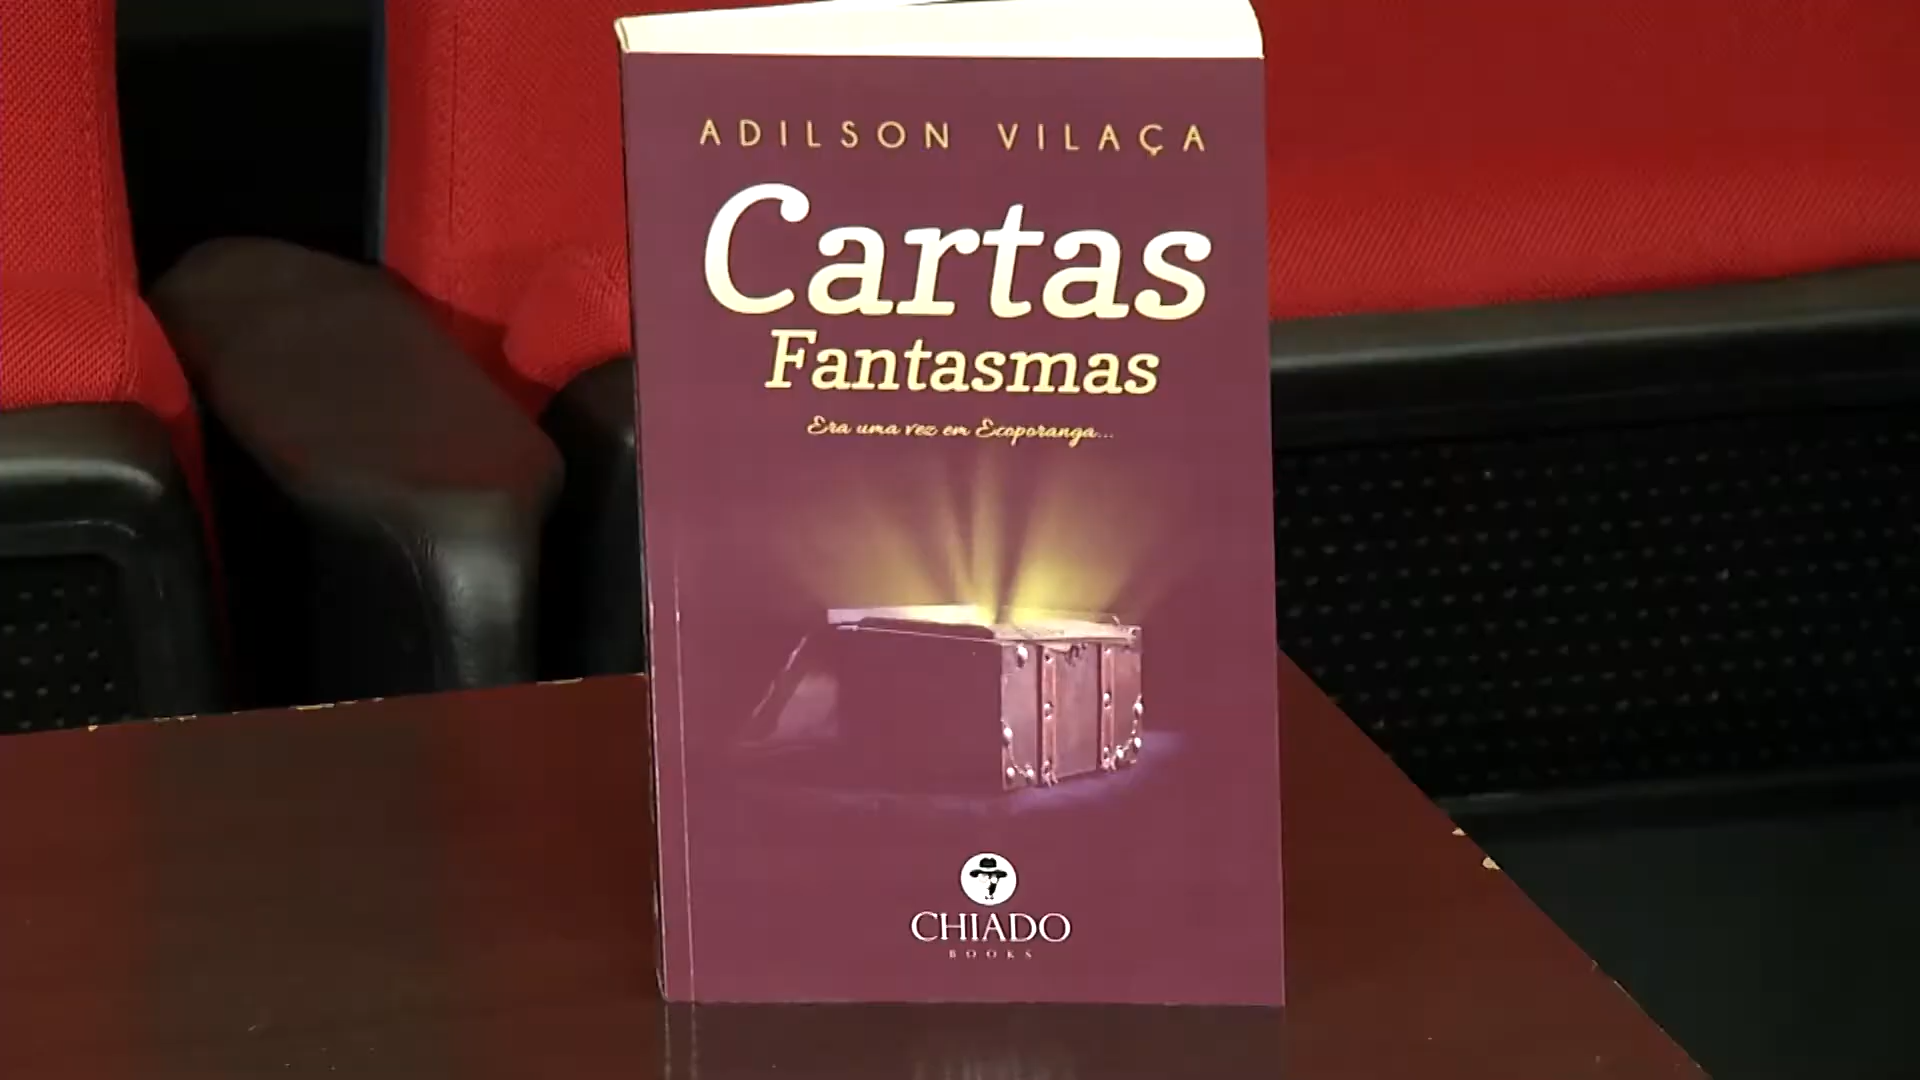 ADILSON VILAÇA
Cartas
Fantasmas
Era uma vez em Ecoporanga...
CHIADO
BOOKS